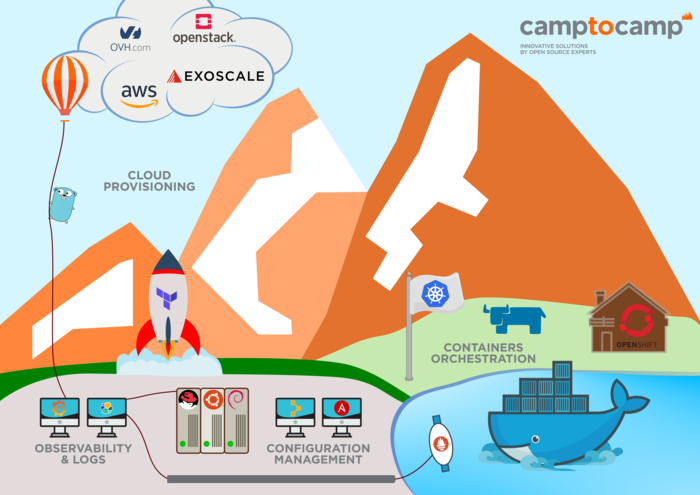 OVH.com
openstack.
aws
EXOSCALE
camptocamp
INNOVATIVE SOLUTIONS
BY OPEN SOURCE EXPERTS
CLOUD
PROVISIONING
CONTAINERS
ORCHESTRATION
OPENSHIFT
OBSERVABILITY
& LOGS
CONFIGURATION
MANAGEMENT